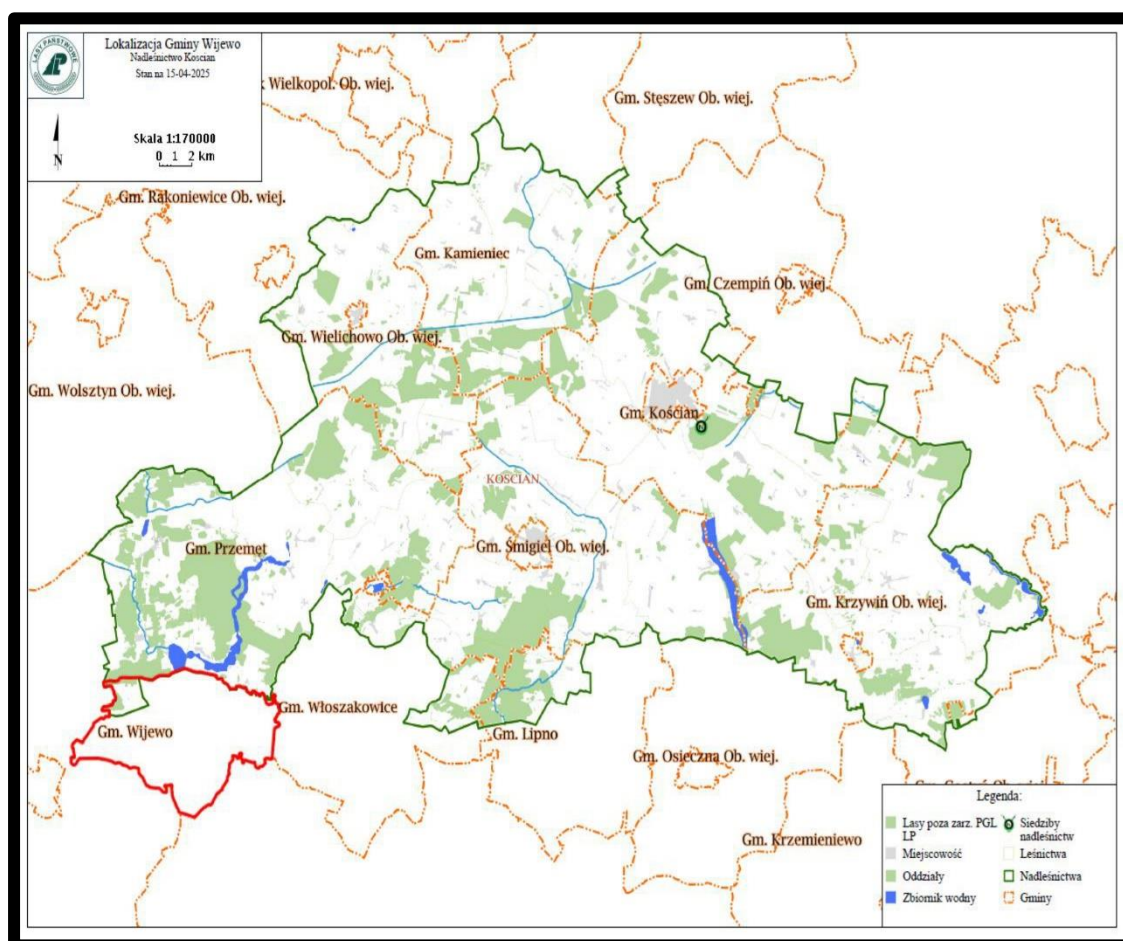 LASY PAŃSTWOWE
Lokalizacja Gminy Wijewo
Nadleśnictwo Kościan
Stan na 15-04-2025
N
Skala 1:170000
0 1 2 km
k Wielkopol. Ob. wiej.
Gm. Stęszew Ob. wiej.
Gm. Rakoniewice Ob. wiej.
Gm. Kamieniec
Gm. Czempiń Ob. wiej.
Gm. Wielichowo Ob. wiej.
Gm. Wolsztyn Ob. wiej.
Gm. Kościan
KOŚCIAN
Gm. Przemęt
Gm. Śmigiel Ob. wiej.
Gm. Krzywiń Ob. wiej.
Gm. Włoszakowice
Gm. Wijewo
Gm. Lipno
Gm. Osieczna Ob. wiej.
Gm. Krzemieniewo
Legenda:
Lasy poza zarz. PGL LP
Miejscowość
Oddziały
Zbiornik wodny
Siedziby nadleśnictw
Leśnictwa
Nadleśnictwa
Gminy